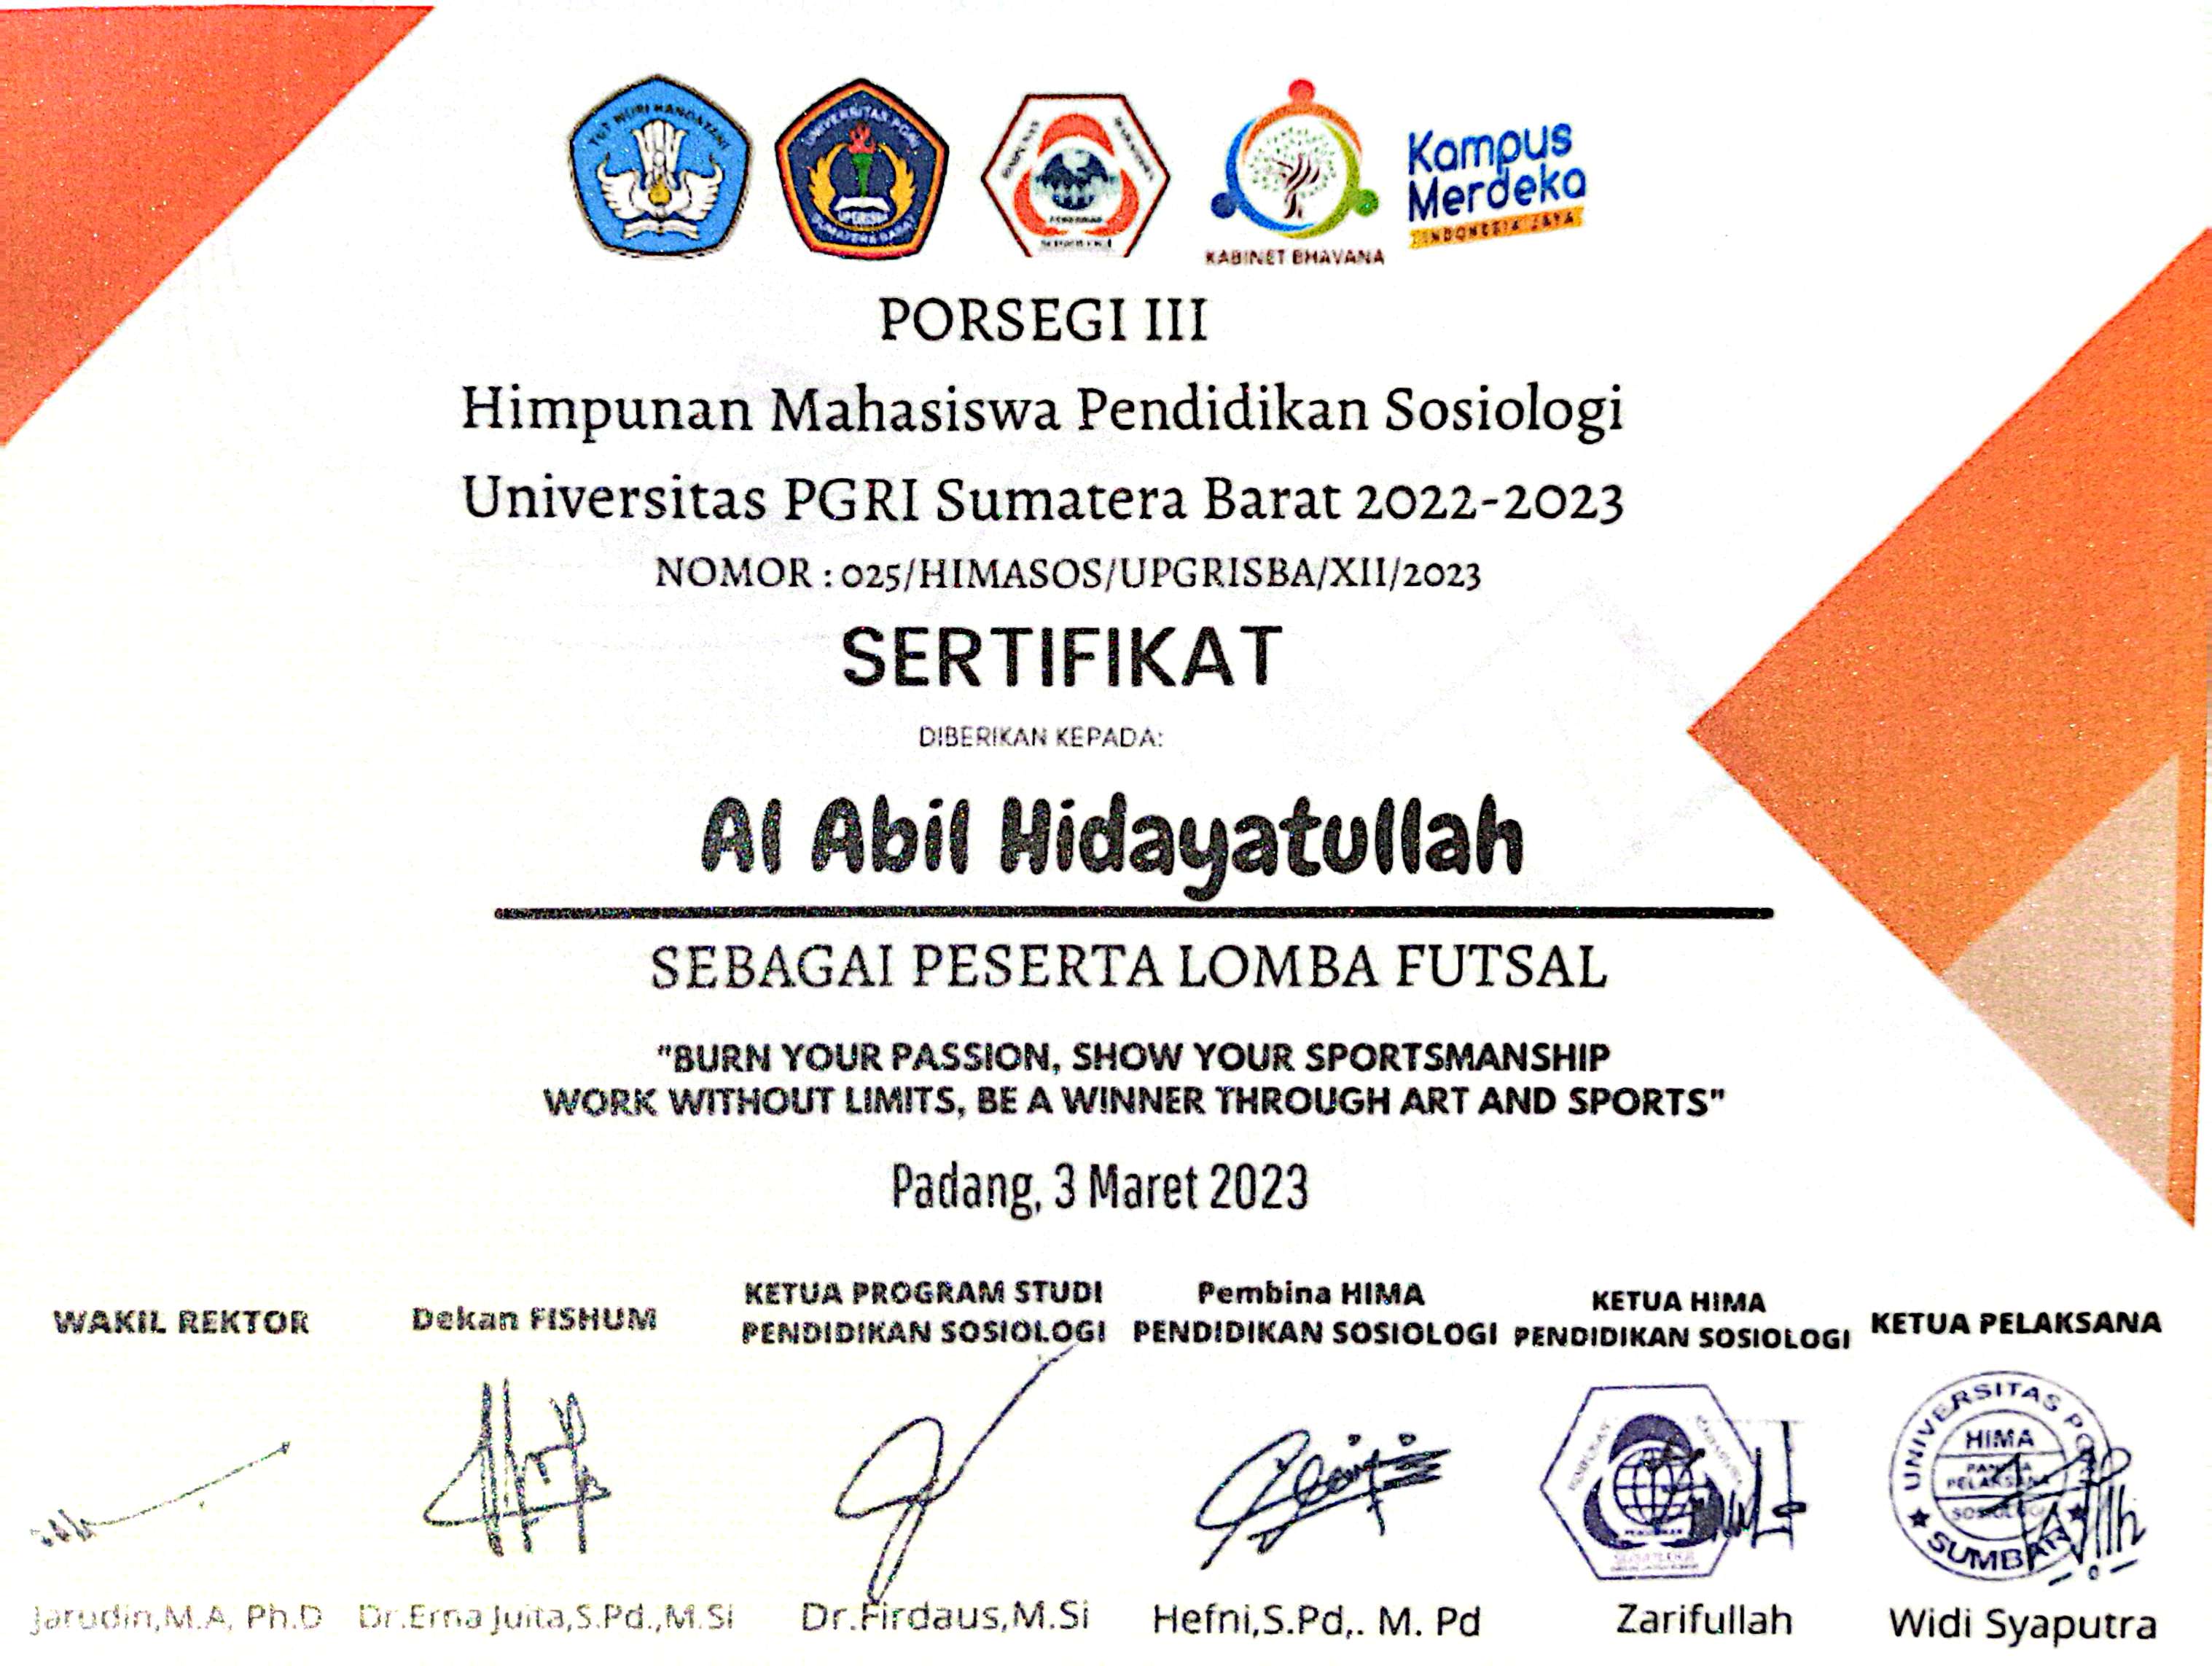 TUT WURI HANDAYANI
UNIVERSITAS PGRI
UPGRISBA
SUMATERA BARAT
KABINET BHAVANA
Kampus
Merdeka
INDONESIA JAYA
PORSEGI III
Himpunan Mahasiswa Pendidikan Sosiologi
Universitas PGRI Sumatera Barat 2022-2023
NOMOR : 025/HIMASOS/UPGRISBA/XII/2023
SERTIFIKAT
DIBERIKAN KEPADA:
Al Abil Hidayatullah
SEBAGAI PESERTA LOMBA FUTSAL
"BURN YOUR PASSION, SHOW YOUR SPORTSMANSHIP
WORK WITHOUT LIMITS, BE A WINNER THROUGH ART AND SPORTS"
Padang, 3 Maret 2023
WAKIL REKTOR
Dekan FISHUM
KETUA PROGRAM STUDI
PENDIDIKAN SOSIOLOGI
Pembina HIMA
PENDIDIKAN SOSIOLOGI
KETUA HIMA
PENDIDIKAN SOSIOLOGI
KETUA PELAKSANA
UNIVERSITAS
HIMA
PELAKSANA
SUMBAR
Jarudin,M.A, Ph.D
Dr.Erna Juita,S.Pd.,M.Si
Dr.Firdaus,M.Si
Hefni,S.Pd,. M. Pd
Zarifullah
Widi Syaputra